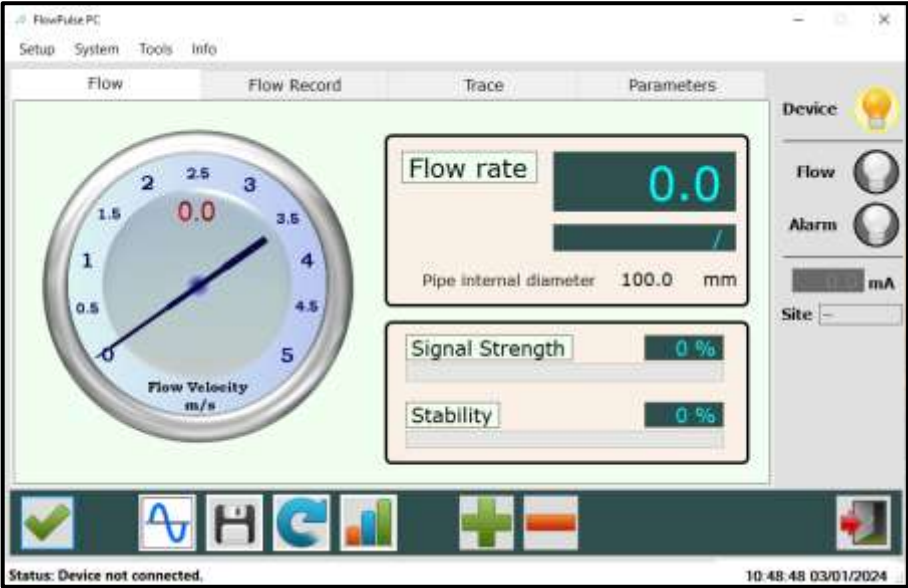 FlowPulse PC
Setup System Tools Info
Flow Flow Record Trace Parameters
Device
Flow
Alarm
mA
Site --
0 0.5 1 1.5 2 2.5 3 3.5 4 4.5 5
0.0
Flow Velocity
m/s
Flow rate 0.0
/
Pipe internal diameter 100.0 mm
Signal Strength 0 %
Stability 0 %
Status: Device not connected. 10:48:48 03/01/2024